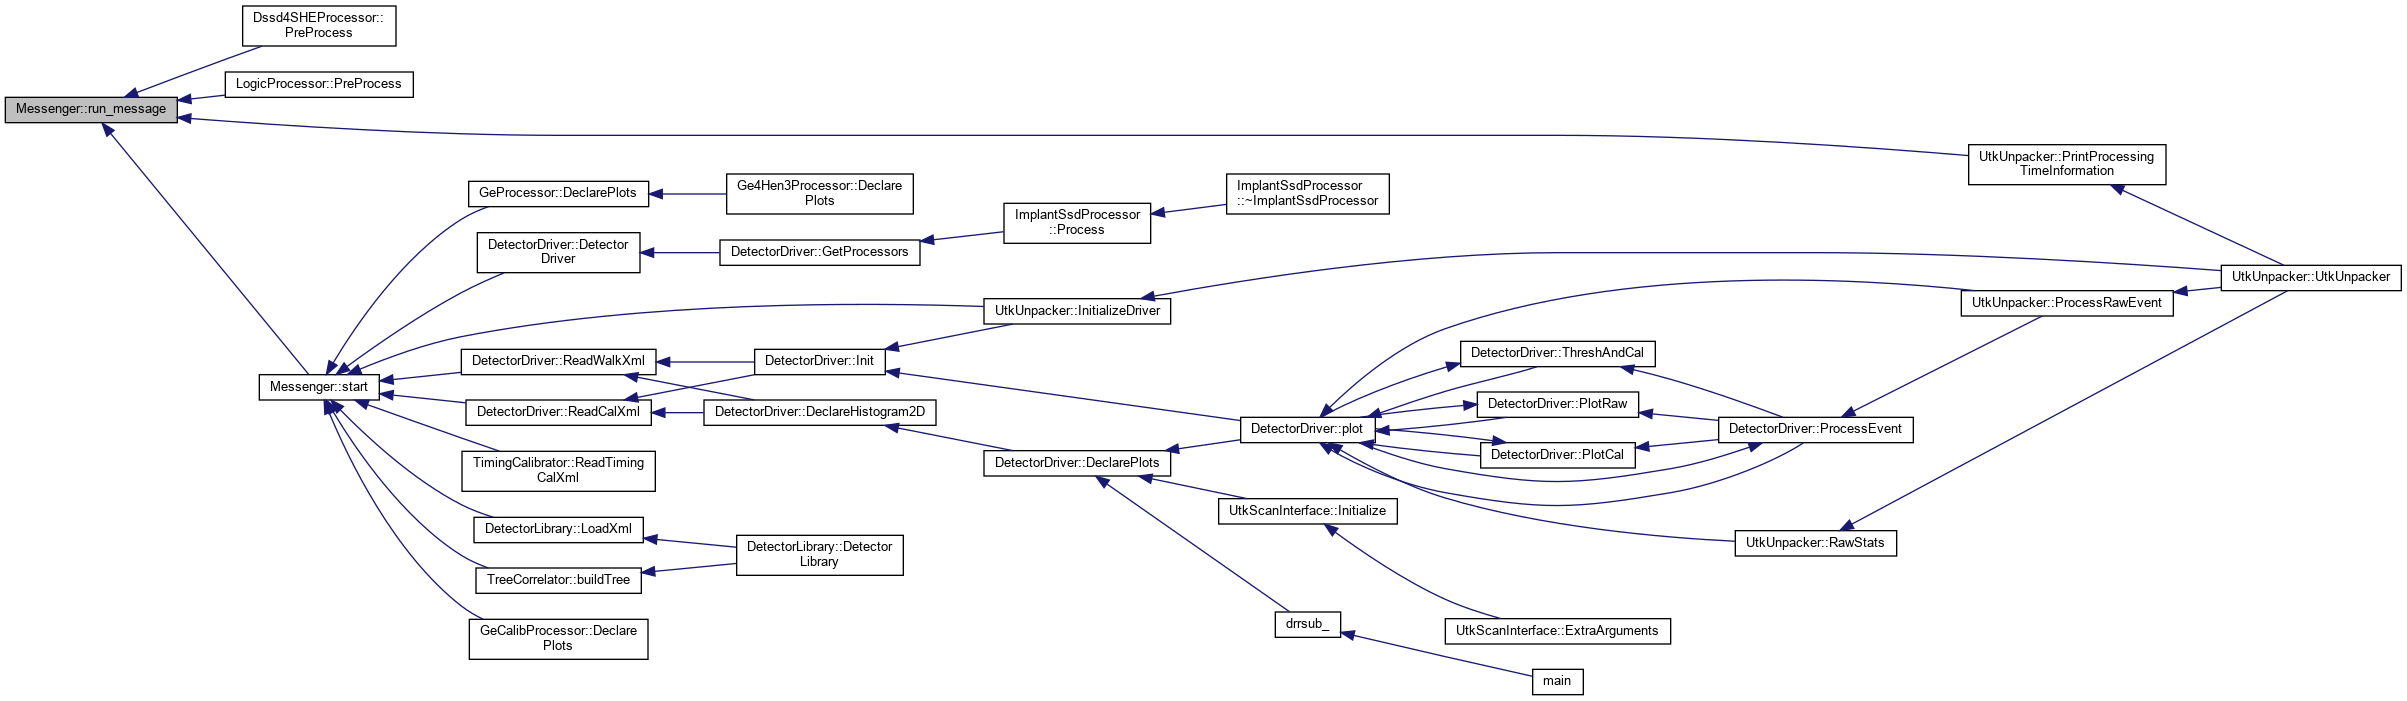 Dssd4SHEProcessor::
PreProcess
LogicProcessor::PreProcess
Messenger::run_message
UtkUnpacker::PrintProcessing
TimeInformation
GeProcessor::DeclarePlots
Ge4Hen3Processor::Declare
Plots
ImplantSsdProcessor
::~ImplantSsdProcessor
ImplantSsdProcessor
::Process
DetectorDriver::Detector
Driver
DetectorDriver::GetProcessors
UtkUnpacker::UtkUnpacker
UtkUnpacker::InitializeDriver
UtkUnpacker::ProcessRawEvent
DetectorDriver::ReadWalkXml
DetectorDriver::Init
DetectorDriver::ThreshAndCal
Messenger::start
DetectorDriver::ReadCalXml
DetectorDriver::DeclareHistogram2D
DetectorDriver::PlotRaw
DetectorDriver::plot
DetectorDriver::ProcessEvent
DetectorDriver::PlotCal
TimingCalibrator::ReadTiming
CalXml
DetectorDriver::DeclarePlots
UtkScanInterface::Initialize
DetectorLibrary::LoadXml
DetectorLibrary::Detector
Library
UtkUnpacker::RawStats
TreeCorrelator::buildTree
GeCalibProcessor::Declare
Plots
drrsub_
UtkScanInterface::ExtraArguments
main